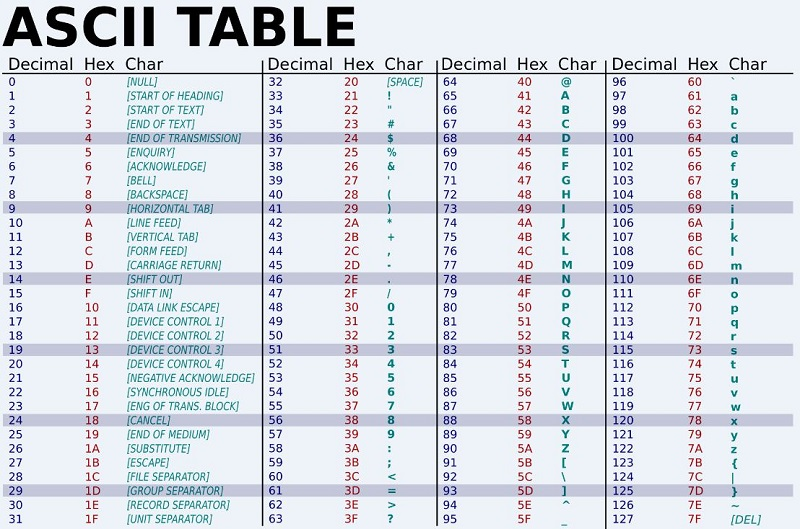 ASCII TABLE
Decimal Hex Char Decimal Hex Char Decimal Hex Char Decimal Hex Char
0 0 [NULL] 32 20 [SPACE] 64 40 @ 96 60 `
1 1 [START OF HEADING] 33 21 ! 65 41 A 97 61 a
2 2 [START OF TEXT] 34 22 " 66 42 B 98 62 b
3 3 [END OF TEXT] 35 23 # 67 43 C 99 63 c
4 4 [END OF TRANSMISSION] 36 24 $ 68 44 D 100 64 d
5 5 [ENQUIRY] 37 25 % 69 45 E 101 65 e
6 6 [ACKNOWLEDGE] 38 26 & 70 46 F 102 66 f
7 7 [BELL] 39 27 ' 71 47 G 103 67 g
8 8 [BACKSPACE] 40 28 ( 72 48 H 104 68 h
9 9 [HORIZONTAL TAB] 41 29 ) 73 49 I 105 69 i
10 A [LINE FEED] 42 2A * 74 4A J 106 6A j
11 B [VERTICAL TAB] 43 2B + 75 4B K 107 6B k
12 C [FORM FEED] 44 2C , 76 4C L 108 6C l
13 D [CARRIAGE RETURN] 45 2D - 77 4D M 109 6D m
14 E [SHIFT OUT] 46 2E . 78 4E N 110 6E n
15 F [SHIFT IN] 47 2F / 79 4F O 111 6F o
16 10 [DATA LINK ESCAPE] 48 30 0 80 50 P 112 70 p
17 11 [DEVICE CONTROL 1] 49 31 1 81 51 Q 113 71 q
18 12 [DEVICE CONTROL 2] 50 32 2 82 52 R 114 72 r
19 13 [DEVICE CONTROL 3] 51 33 3 83 53 S 115 73 s
20 14 [DEVICE CONTROL 4] 52 34 4 84 54 T 116 74 t
21 15 [NEGATIVE ACKNOWLEDGE] 53 35 5 85 55 U 117 75 u
22 16 [SYNCHRONOUS IDLE] 54 36 6 86 56 V 118 76 v
23 17 [ENG OF TRANS. BLOCK] 55 37 7 87 57 W 119 77 w
24 18 [CANCEL] 56 38 8 88 58 X 120 78 x
25 19 [END OF MEDIUM] 57 39 9 89 59 Y 121 79 y
26 1A [SUBSTITUTE] 58 3A : 90 5A Z 122 7A z
27 1B [ESCAPE] 59 3B ; 91 5B [ 123 7B {
28 1C [FILE SEPARATOR] 60 3C < 92 5C \ 124 7C |
29 1D [GROUP SEPARATOR] 61 3D = 93 5D ] 125 7D }
30 1E [RECORD SEPARATOR] 62 3E > 94 5E ^ 126 7E ~
31 1F [UNIT SEPARATOR] 63 3F ? 95 5F _ 127 7F [DEL]